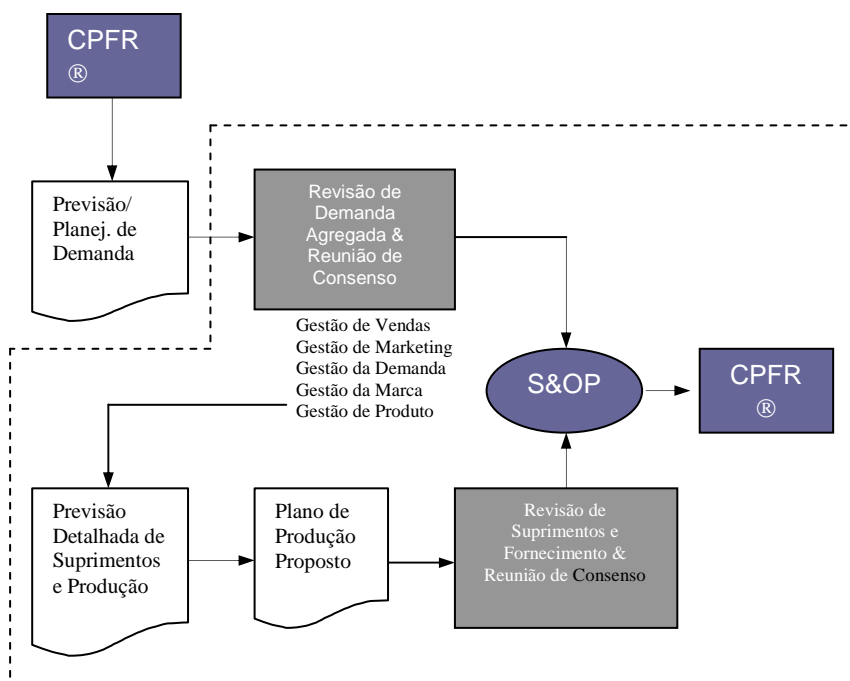 CPFR
®
Previsão/
Planej. de
Demanda
Revisão de
Demanda
Agregada &
Reunião de
Consenso
Gestão de Vendas
Gestão de Marketing
Gestão da Demanda
Gestão da Marca
Gestão de Produto
S&OP
CPFR
®
Previsão
Detalhada de
Suprimentos
e Produção
Plano de
Produção
Proposto
Revisão de
Suprimentos e
Fornecimento &
Reunião de Consenso